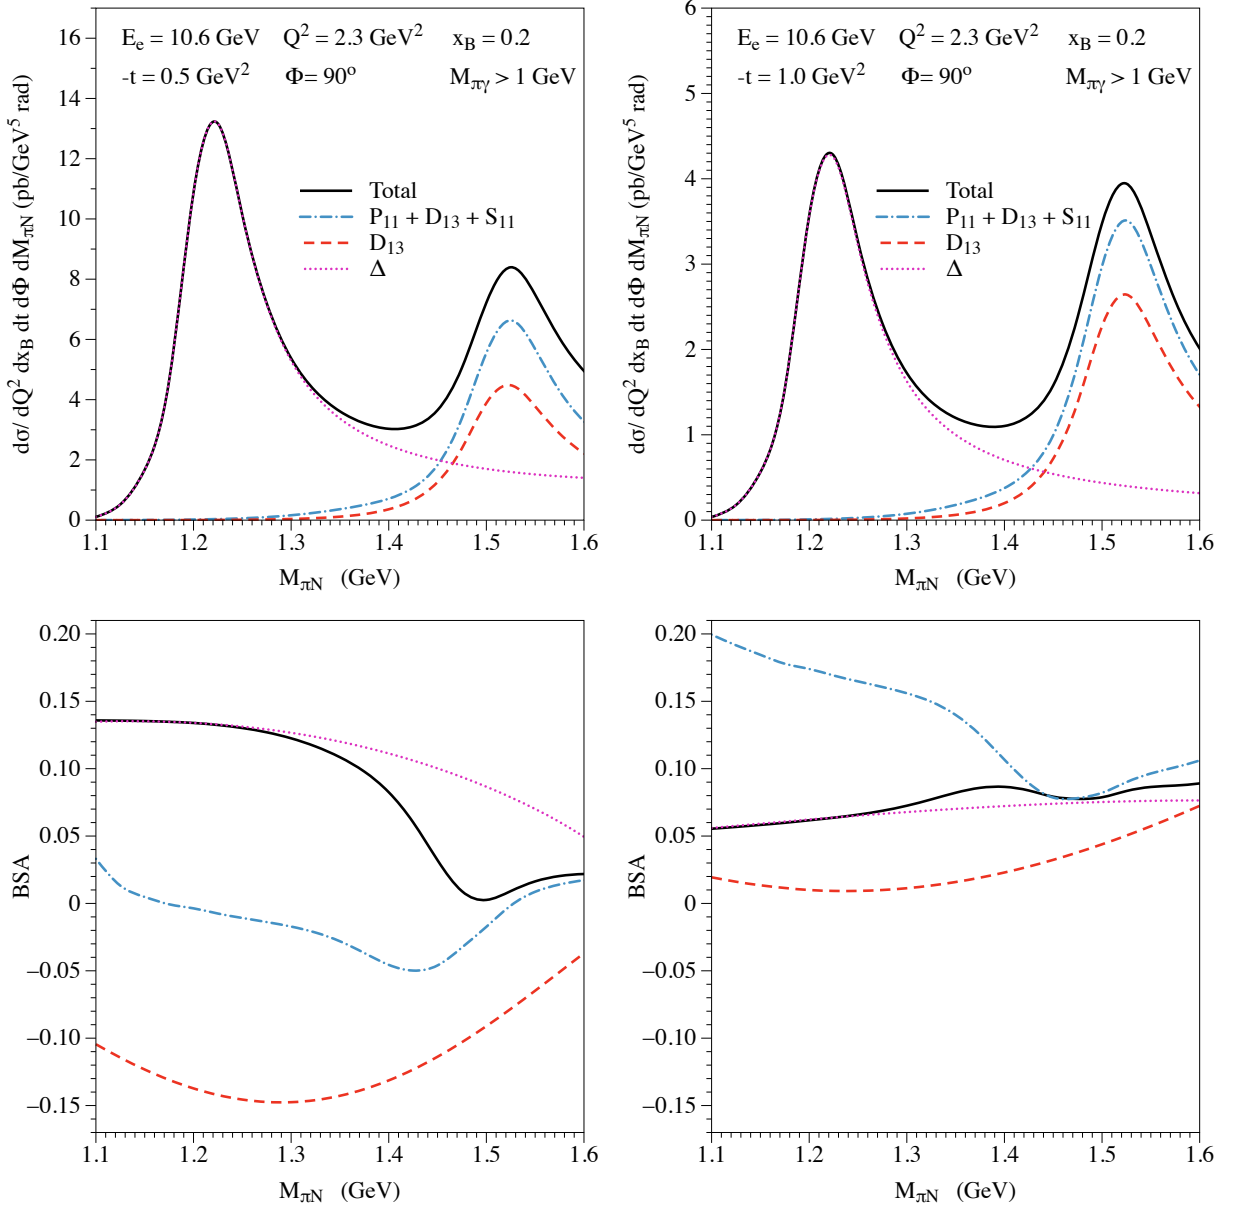 E_e = 10.6 GeV Q^2 = 2.3 GeV^2 x_B = 0.2
-t = 0.5 GeV^2 Φ= 90^o M_πγ > 1 GeV
Total
P_11 + D_13 + S_11
D_13
Δ
dσ/ dQ^2 dx_B dt dΦ dM_πN (pb/GeV^5 rad)
16
14
12
10
8
6
4
2
0
1.1 1.2 1.3 1.4 1.5 1.6
M_πN (GeV)
E_e = 10.6 GeV Q^2 = 2.3 GeV^2 x_B = 0.2
-t = 1.0 GeV^2 Φ= 90^o M_πγ > 1 GeV
Total
P_11 + D_13 + S_11
D_13
Δ
dσ/ dQ^2 dx_B dt dΦ dM_πN (pb/GeV^5 rad)
6
5
4
3
2
1
0
1.1 1.2 1.3 1.4 1.5 1.6
M_πN (GeV)
BSA
0.20
0.15
0.10
0.05
0
−0.05
−0.10
−0.15
1.1 1.2 1.3 1.4 1.5 1.6
M_πN (GeV)
BSA
0.20
0.15
0.10
0.05
0
−0.05
−0.10
−0.15
1.1 1.2 1.3 1.4 1.5 1.6
M_πN (GeV)